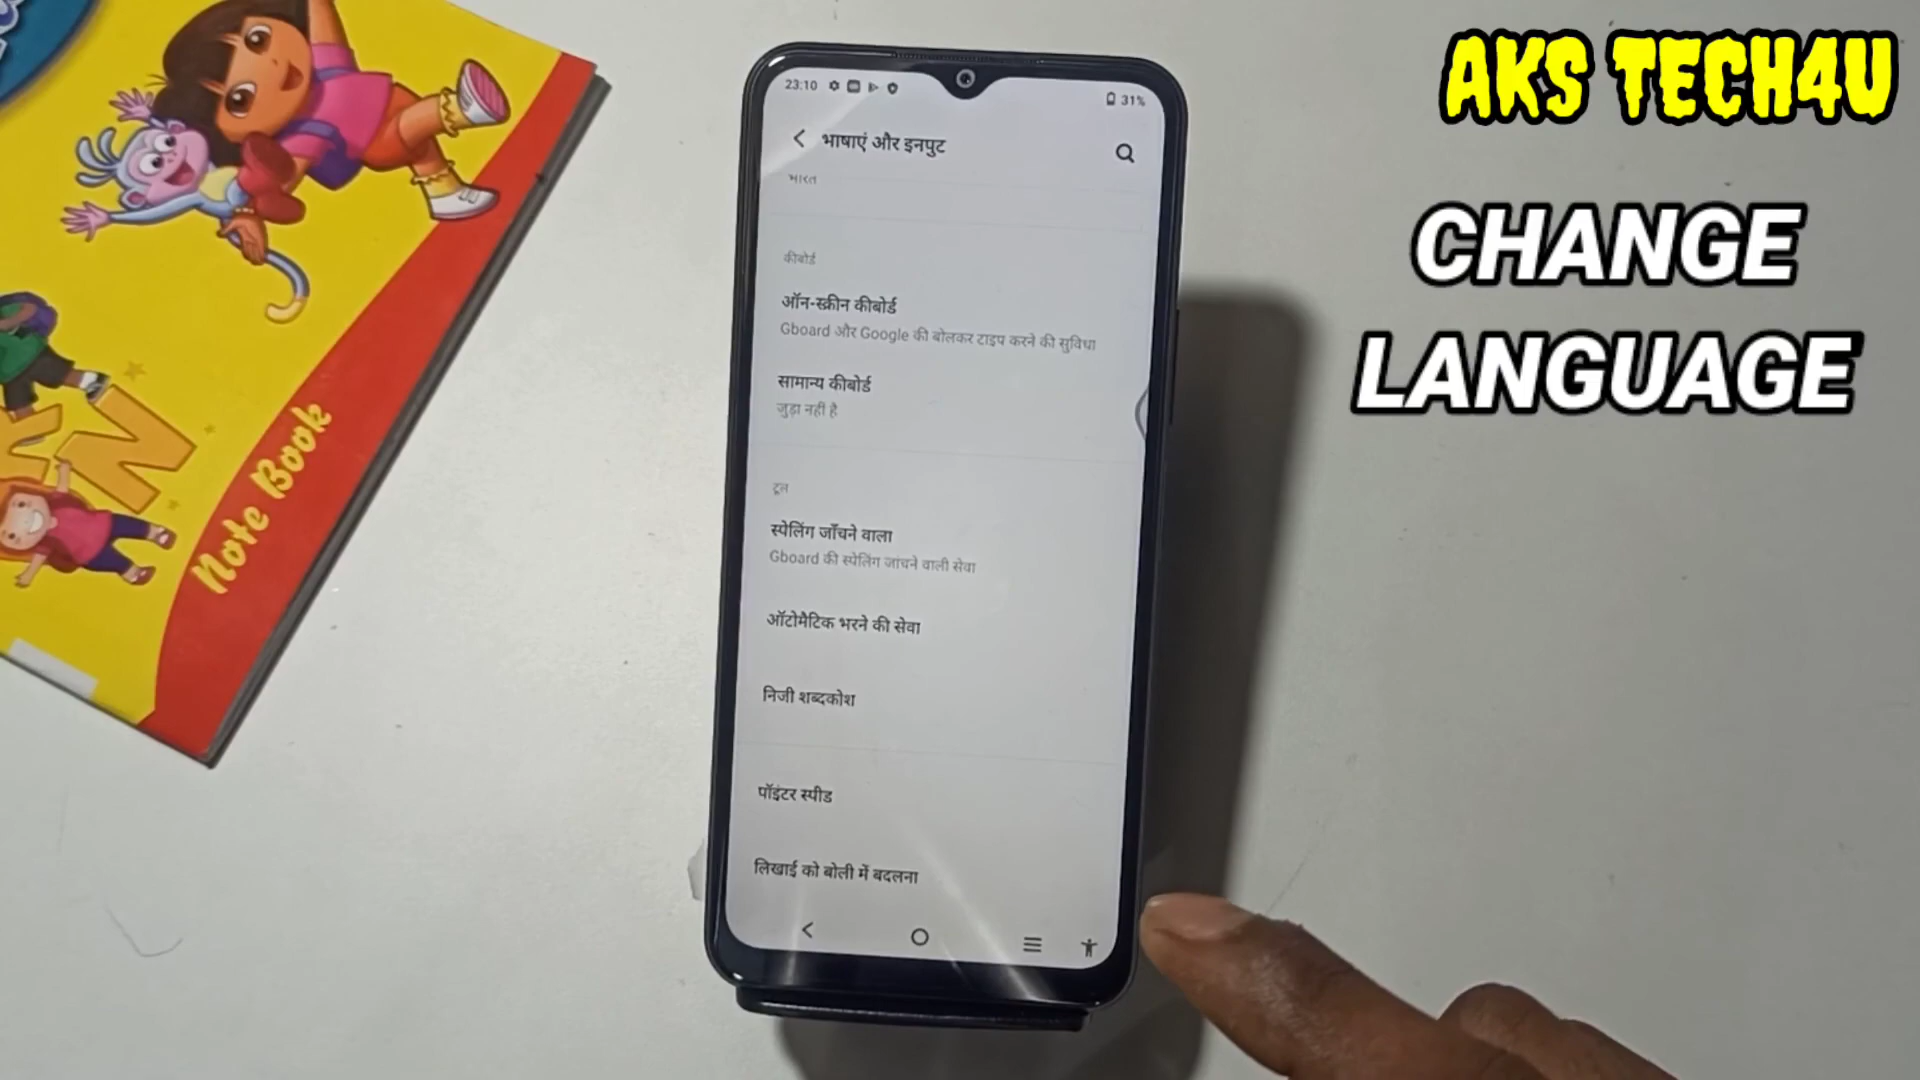 AKS TECH4U
CHANGE
LANGUAGE
23:10
31%
भाषाएं और इनपुट
भारत
कीबोर्ड
ऑन-स्क्रीन कीबोर्ड
Gboard और Google की बोलकर टाइप करने की सुविधा
सामान्य कीबोर्ड
जुड़ा नहीं है
टूल
स्पेलिंग जाँचने वाला
Gboard की स्पेलिंग जांचने वाली सेवा
ऑटोमैटिक भरने की सेवा
निजी शब्दकोश
पॉइंटर स्पीड
लिखाई को बोली में बदलना
Note Book